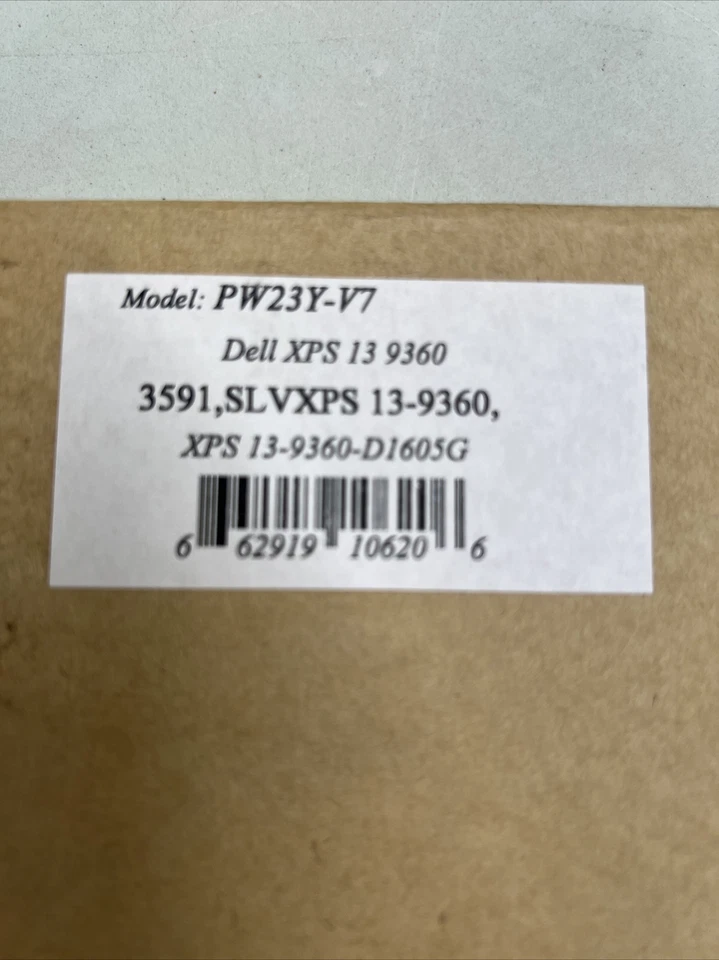 Model: PW23Y-V7
Dell XPS 13 9360
3591,SLVXPS 13-9360,
XPS 13-9360-D1605G
6 62919 10620 6